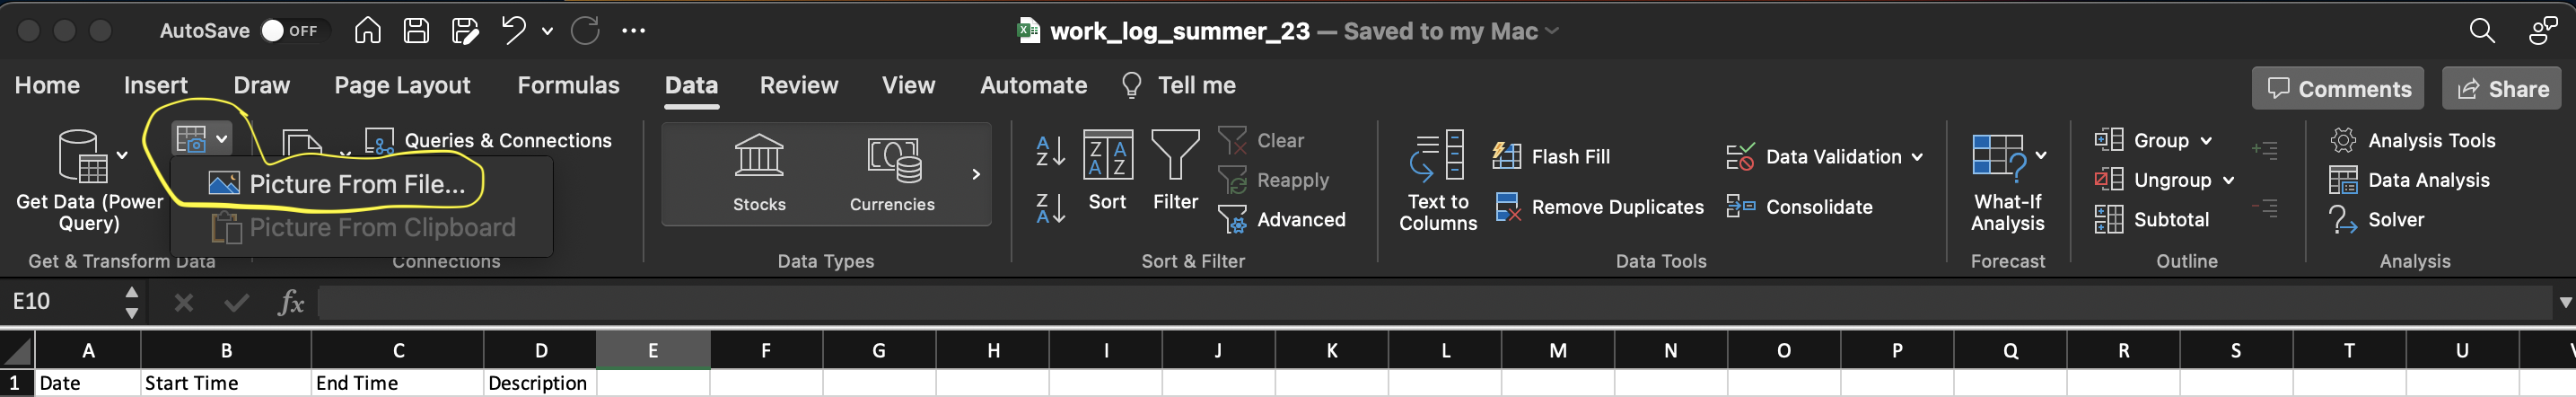 AutoSave OFF
work_log_summer_23 — Saved to my Mac
Home Insert Draw Page Layout Formulas Data Review View Automate Tell me
Comments Share
Get Data (Power
Query)
Get & Transform Data
Picture From File...
Picture From Clipboard
Queries & Connections
Connections
Stocks
Currencies
Data Types
A
Z
Z
A
Z A
A Z
Sort
Filter
Clear
Reapply
Advanced
Sort & Filter
Text to
Columns
Flash Fill
Remove Duplicates
Data Validation
Consolidate
Data Tools
What-If
Analysis
Forecast
Group
Ungroup
Subtotal
Outline
Analysis Tools
Data Analysis
Solver
Analysis
E10 fx
A B C D E F G H I J K L M N O P Q R S T U
1 Date Start Time End Time Description